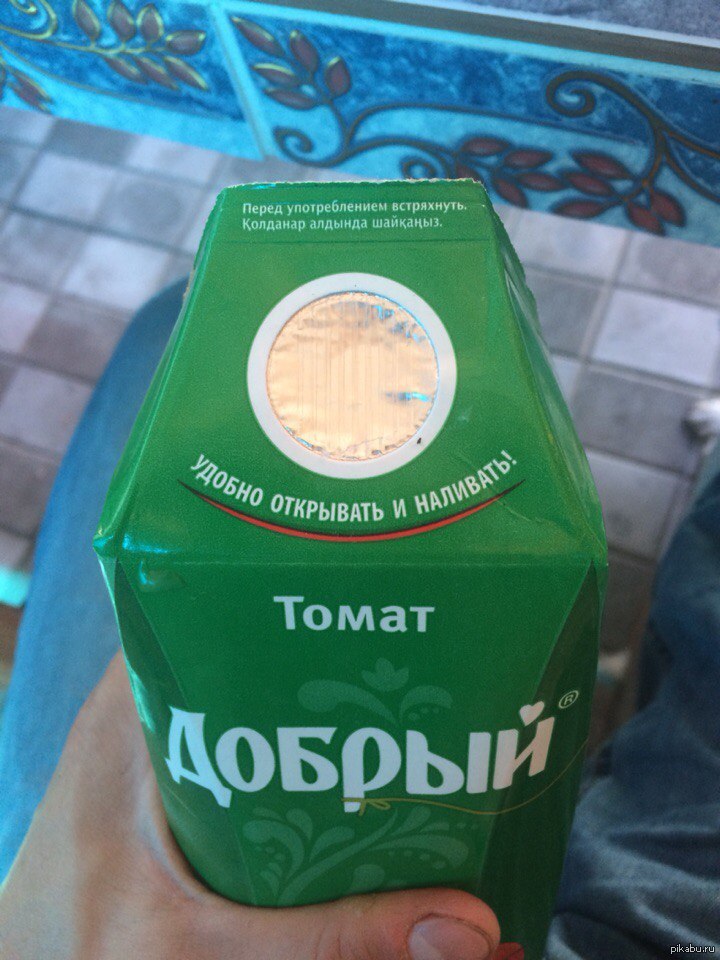 Перед употреблением встряхнуть.
Қолданар алдында шайқаңыз.
УДОБНО ОТКРЫВАТЬ И НАЛИВАТЬ!
Томат
Добрый®
pikabu.ru